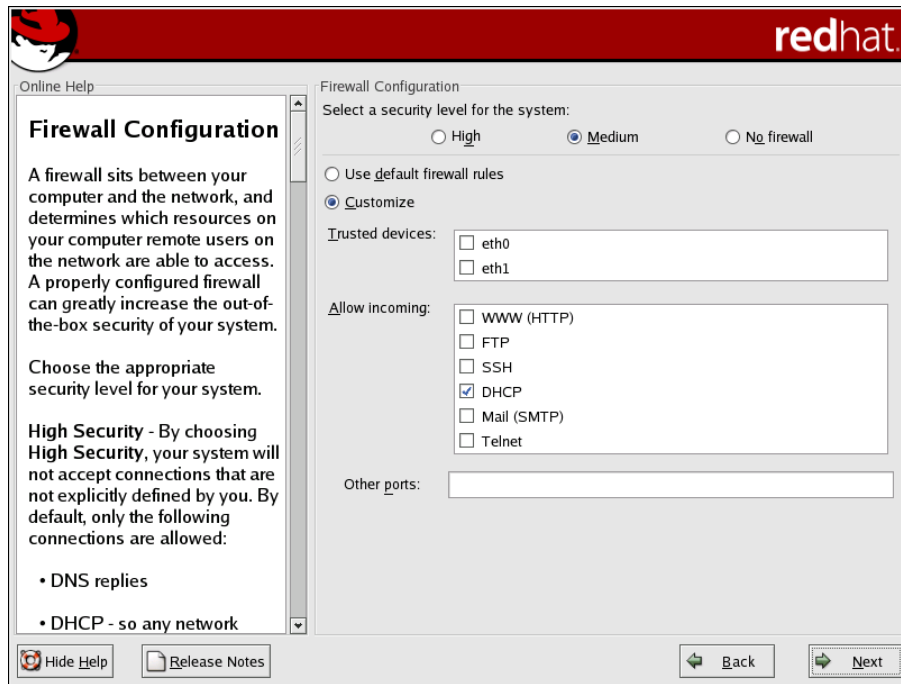 redhat.
Online Help
Firewall Configuration
A firewall sits between your
computer and the network, and
determines which resources on
your computer remote users on
the network are able to access.
A properly configured firewall
can greatly increase the out-of-
the-box security of your system.
Choose the appropriate
security level for your system.
High Security - By choosing
High Security, your system will
not accept connections that are
not explicitly defined by you. By
default, only the following
connections are allowed:
• DNS replies
• DHCP - so any network
Firewall Configuration
Select a security level for the system:
High
Medium
No firewall
Use default firewall rules
Customize
Trusted devices:
eth0
eth1
Allow incoming:
WWW (HTTP)
FTP
SSH
DHCP
Mail (SMTP)
Telnet
Other ports:
Hide Help
Release Notes
Back
Next